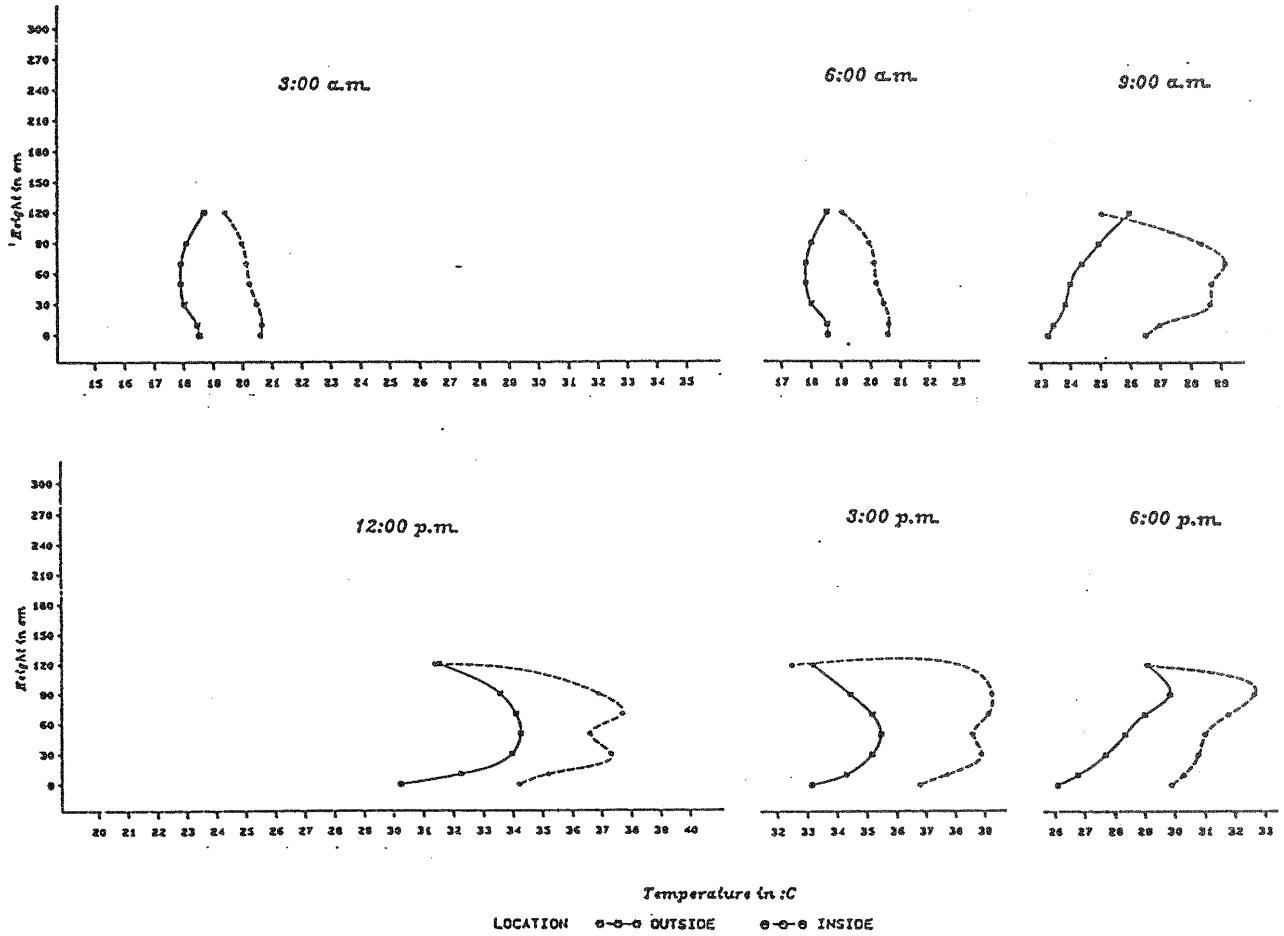 300
270
240
210
180
150
120
90
60
30
0
Height in cm
3:00 a.m.
6:00 a.m.
9:00 a.m.
15 16 17 18 19 20 21 22 23 24 25 26 27 28 29 30 31 32 33 34 35
17 18 19 20 21 22 23
23 24 25 26 27 28 29
300
270
240
210
180
150
120
90
60
30
0
Height in cm
12:00 p.m.
3:00 p.m.
6:00 p.m.
20 21 22 23 24 25 26 27 28 29 30 31 32 33 34 35 36 37 38 39 40
32 33 34 35 36 37 38 39
26 27 28 29 30 31 32 33
Temperature in :C
LOCATION OUTSIDE INSIDE